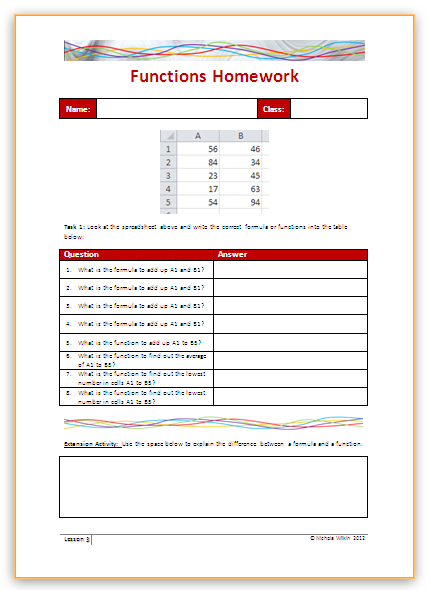 Functions Homework
Name: Class:
A B
1 56 46
2 84 34
3 23 45
4 17 63
5 54 94
Task 1: Look at the spreadsheet above and write the correct formula or functions into the table
below:
Question Answer
1. What is the formula to add up A1 and B1?
2. What is the formula to add up A1 and B1?
3. What is the formula to add up A1 and B1?
4. What is the formula to add up A1 and B1?
5. What is the function to add up A1 to B5?
6. What is the function to find out the average
of A1 to B5?
7. What is the function to find out the lowest
number in cells A1 to B5?
8. What is the function to find out the lowest
number in cells A1 to B5?
Extension Activity: Use the space below to explain the difference between a formula and a function.
Lesson 3
© Nichola Wilkin 2012